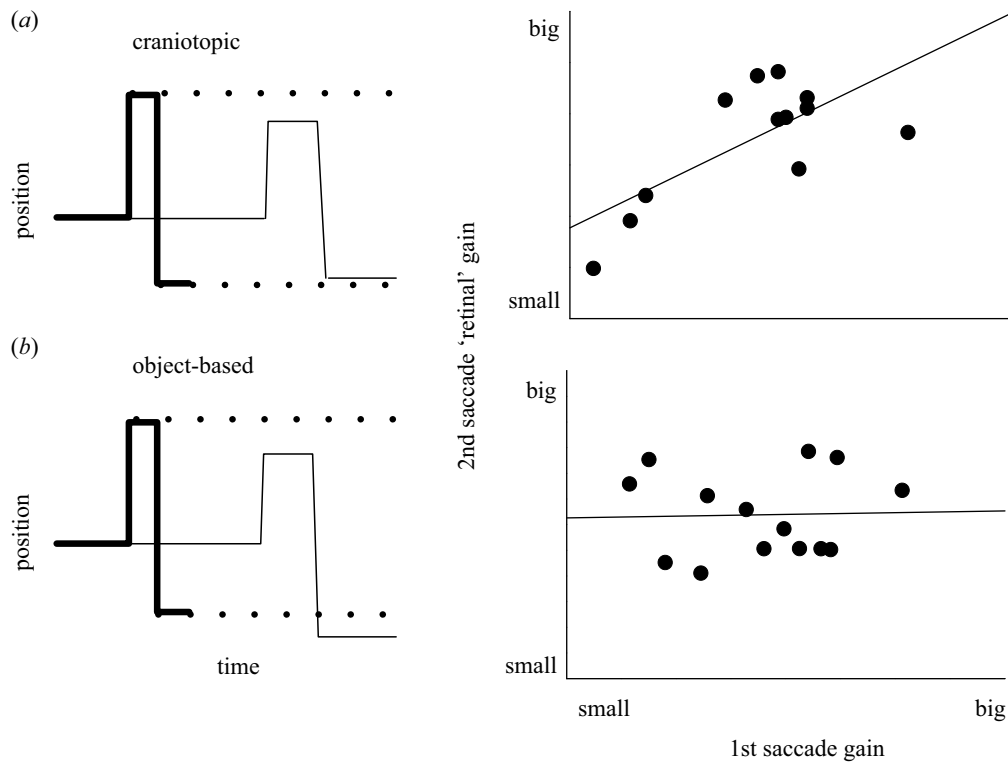 (a)
craniotopic
position
(b)
object-based
position
time
big
small
2nd saccade ‘retinal’ gain
big
small
small
big
1st saccade gain